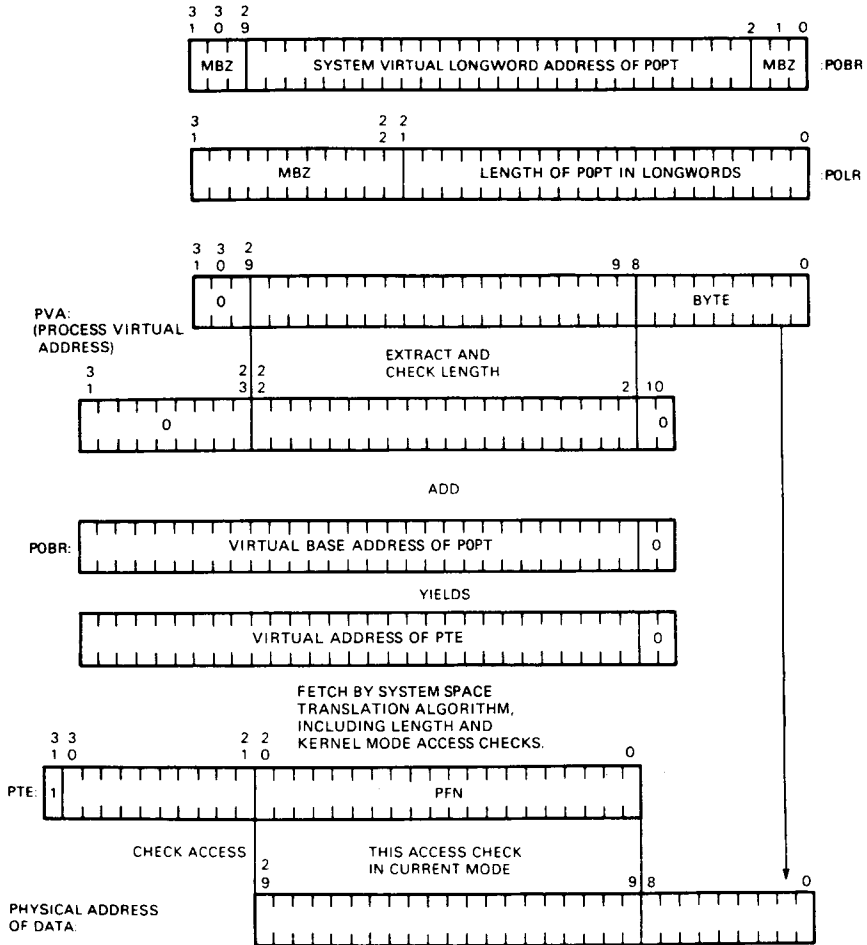 3 3 2
1 0 9 2 1 0
MBZ SYSTEM VIRTUAL LONGWORD ADDRESS OF P0PT MBZ :P0BR
3 2 2
1 2 1 0
MBZ LENGTH OF P0PT IN LONGWORDS :P0LR
3 3 2
1 0 9 9 8 0
0 BYTE
PVA:
(PROCESS VIRTUAL
ADDRESS)
EXTRACT AND
CHECK LENGTH
3 2 2
1 3 2 2 10
0 0
ADD
P0BR: VIRTUAL BASE ADDRESS OF P0PT 0
YIELDS
VIRTUAL ADDRESS OF PTE 0
FETCH BY SYSTEM SPACE
TRANSLATION ALGORITHM,
INCLUDING LENGTH AND
KERNEL MODE ACCESS CHECKS.
3 3 2 2
1 0 1 0 0
PTE: 1 PFN
CHECK ACCESS
THIS ACCESS CHECK
IN CURRENT MODE
2
9 9 8 0
PHYSICAL ADDRESS
OF DATA: